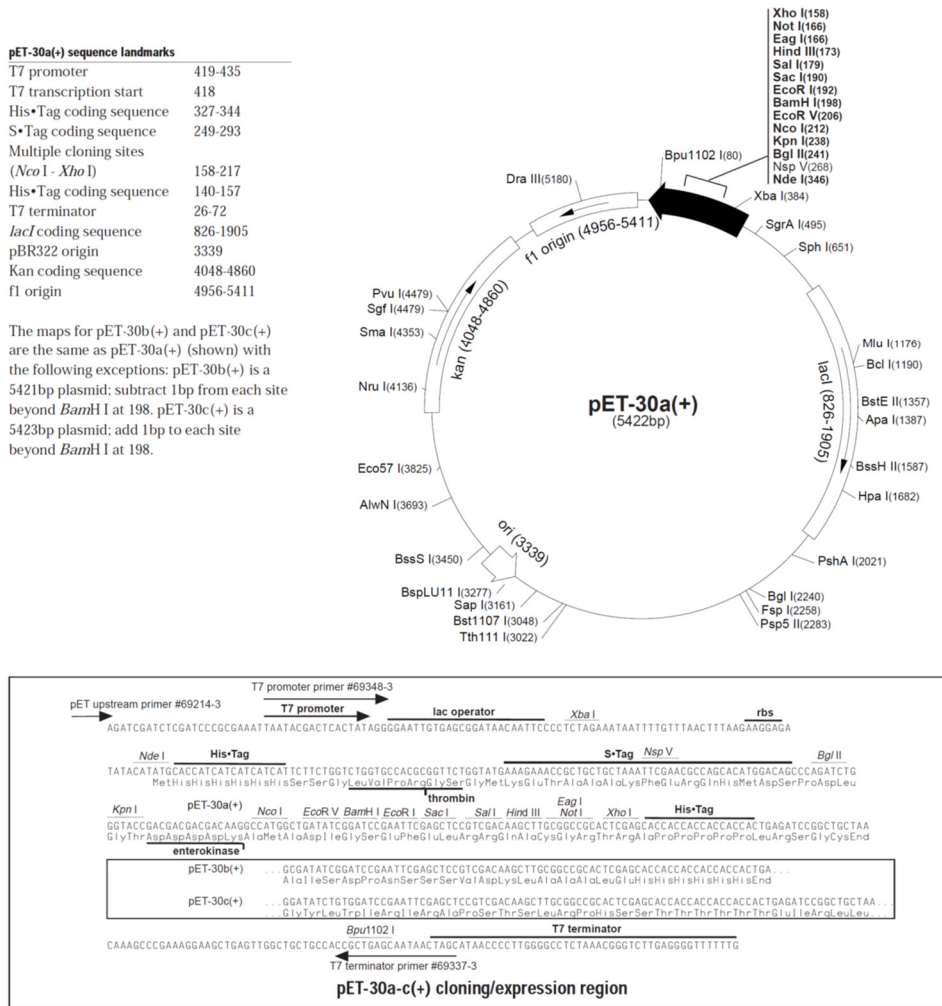 pET-30a(+) sequence landmarks
T7 promoter 419-435
T7 transcription start 418
His•Tag coding sequence 327-344
S•Tag coding sequence 249-293
Multiple cloning sites
(Nco I - Xho I) 158-217
His•Tag coding sequence 140-157
T7 terminator 26-72
lacI coding sequence 826-1905
pBR322 origin 3339
Kan coding sequence 4048-4860
f1 origin 4956-5411
The maps for pET-30b(+) and pET-30c(+)
are the same as pET-30a(+) (shown) with
the following exceptions: pET-30b(+) is a
5421bp plasmid; subtract 1bp from each site
beyond BamH I at 198. pET-30c(+) is a
5423bp plasmid; add 1bp to each site
beyond BamH I at 198.
Xho I(158)
Not I(166)
Eag I(166)
Hind III(173)
Sal I(179)
Sac I(190)
EcoR I(192)
BamH I(198)
EcoR V(206)
Nco I(212)
Kpn I(238)
Bgl II(241)
Nsp V(268)
Nde I(346)
Bpu1102 I(80)
Dra III(5180)
Xba I(384)
SgrA I(495)
Sph I(651)
f1 origin (4956-5411)
Pvu I(4479)
Sgf I(4479)
Sma I(4353)
kan (4048-4860)
Nru I(4136)
Mlu I(1176)
Bcl I(1190)
BstE II(1357)
Apa I(1387)
lacI (826-1905)
pET-30a(+)
(5422bp)
BssH II(1587)
Hpa I(1682)
Eco57 I(3825)
AlwN I(3693)
ori (3339)
BssS I(3450)
PshA I(2021)
BspLU11 I(3277)
Sap I(3161)
Bst1107 I(3048)
Tth111 I(3022)
Bgl I(2240)
Fsp I(2258)
Psp5 II(2283)
pET upstream primer #69214-3
T7 promoter primer #69348-3
T7 promoter lac operator Xba I rbs
AGATCGATCTCGATCCCGCGAAATTAATACGACTCACTATAGGGGAATTGTGAGCGGATAACAATTCCCCTCTAGAAATAATTTTGTTTAACTTTAAGAAGGAGA
Nde I His•Tag S•Tag Nsp V Bgl II
TATACATATGCACCATCATCATCATCATTCTTCTGGTCTGGTGCCACGCGGTTCTGGTATGAAAGAAACCGCTGCTGCTAAATTCGAACGCCAGCACATGGACAGCCCAGATCTG
MetHisHisHisHisHisHisSerSerGlyLeuValProArgGlySerGlyMetLysGluThrAlaAlaAlaLysPheGluArgGlnHisMetAspSerProAspLeu
thrombin
Kpn I pET-30a(+) Nco I EcoR V BamH I EcoR I Sac I Sal I Hind III Eag I Not I Xho I His•Tag
GGTACCGACGACGACGACAAGGCCATGGCTGATATCGGATCCGAATTCGAGCTCCGTCGACAAGCTTGCGGCCGCACTCGAGCACCACCACCACCACCACTGAGATCCGGCTGCTAA
GlyThrAspAspAspAspLysAlaMetAlaAspIleGlySerGluPheGluLeuArgArgGlnAlaCysGlyArgThrArgAlaProProProProProProLeuArgSerGlyCysEnd
enterokinase
pET-30b(+) ...GCGATATCGGATCCGAATTCGAGCTCCGTCGACAAGCTTGCGGCCGCACTCGAGCACCACCACCACCACCACTGA...
AlaIleSerAspProAsnSerSerSerValAspLysLeuAlaAlaAlaLeuGluHisHisHisHisHisHisEnd
pET-30c(+) ...GGATATCTGTGGATCCGAATTCGAGCTCCGTCGACAAGCTTGCGGCCGCACTCGAGCACCACCACCACCACCACTGAGATCCGGCTGCTAA...
GlyTyrLeuTrpIleArgIleArgAlaProSerThrSerLeuArgProHisSerSerThrThrThrThrThrThrGluIleArgLeuLeu...
Bpu1102 I T7 terminator
CAAAGCCCGAAAGGAAGCTGAGTTGGCTGCTGCCACCGCTGAGCAATAACTAGCATAACCCCTTGGGGCCTCTAAACGGGTCTTGAGGGGTTTTTTG
T7 terminator primer #69337-3
pET-30a-c(+) cloning/expression region